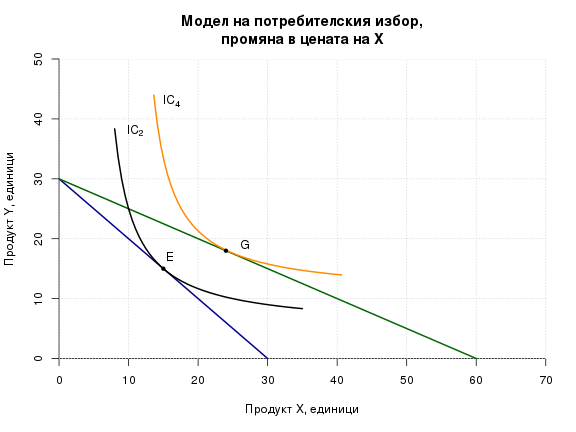 Модел на потребителския избор,
промяна в цената на X
IC₄
IC₂
E
G
Продукт Y, единици
50
40
30
20
10
0
0 10 20 30 40 50 60 70
Продукт X, единици